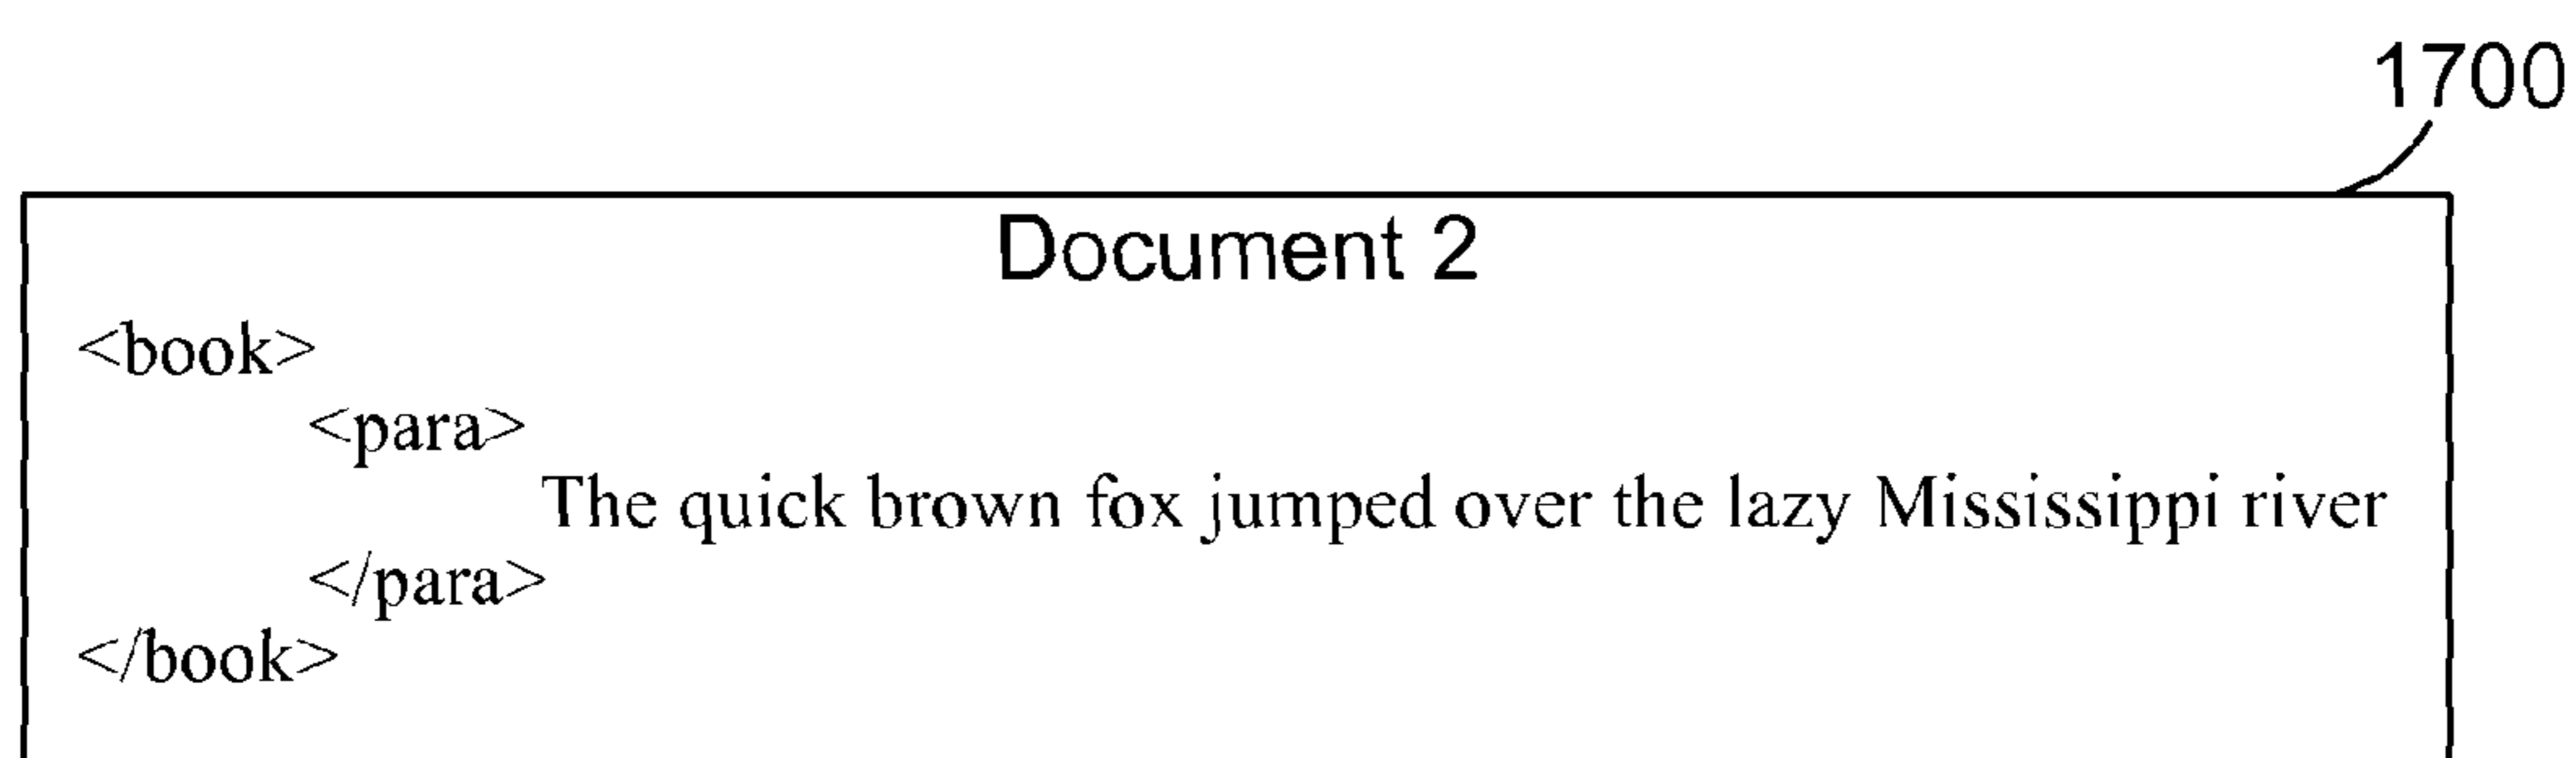 1700
Document 2
<book>
<para>
The quick brown fox jumped over the lazy Mississippi river
</para>
</book>